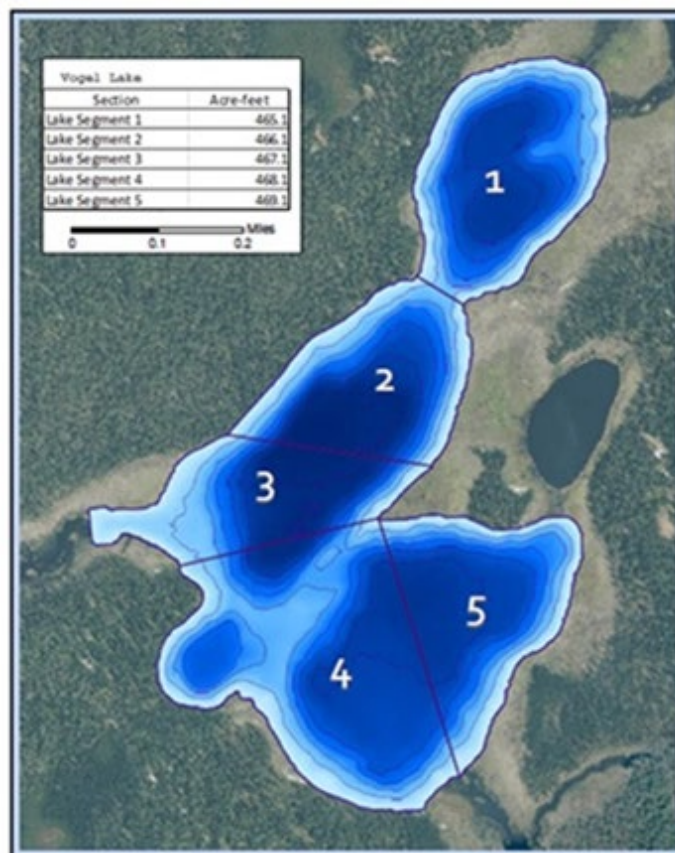 Vogel Lake
Section Acre-feet
Lake Segment 1 465.1
Lake Segment 2 466.1
Lake Segment 3 467.1
Lake Segment 4 468.1
Lake Segment 5 469.1
Miles
0 0.1 0.2
1
2
3
4
5